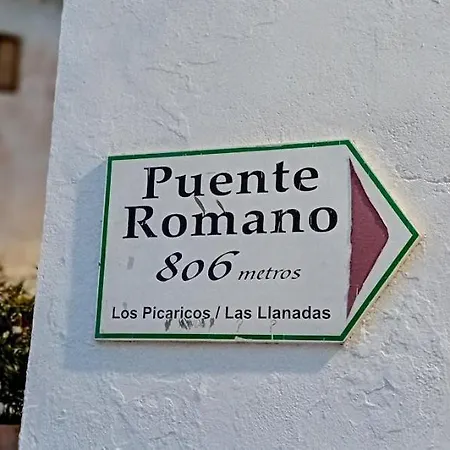 Puente
Romano
806 metros
Los Picaricos / Las Llanadas